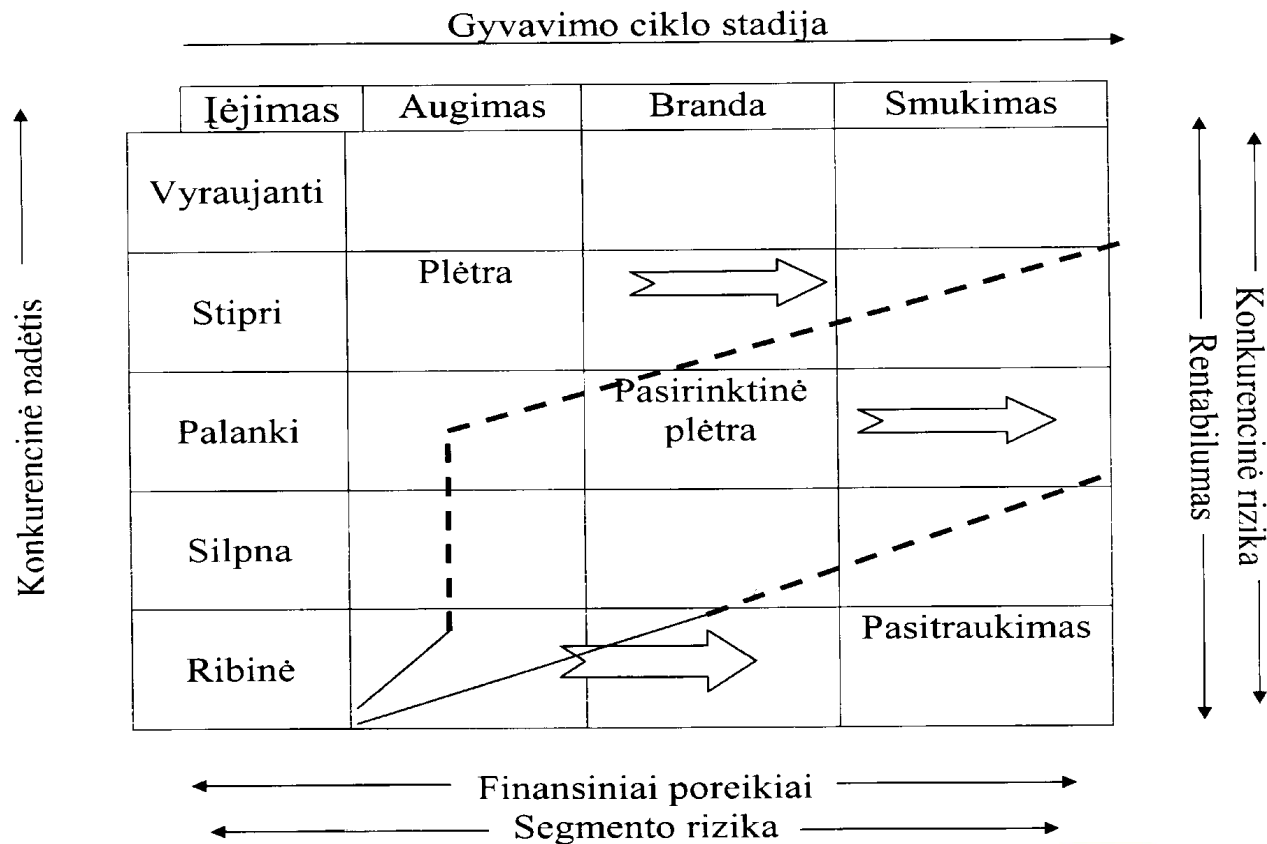 Gyvavimo ciklo stadija
Įėjimas Augimas Branda Smukimas
Vyraujanti
Plėtra
Stipri
Pasirinktinė
plėtra
Palanki
Silpna
Pasitraukimas
Ribinė
Konkurencinė nadėtis
Rentabilumas
Konkurencinė rizika
Finansiniai poreikiai
Segmento rizika